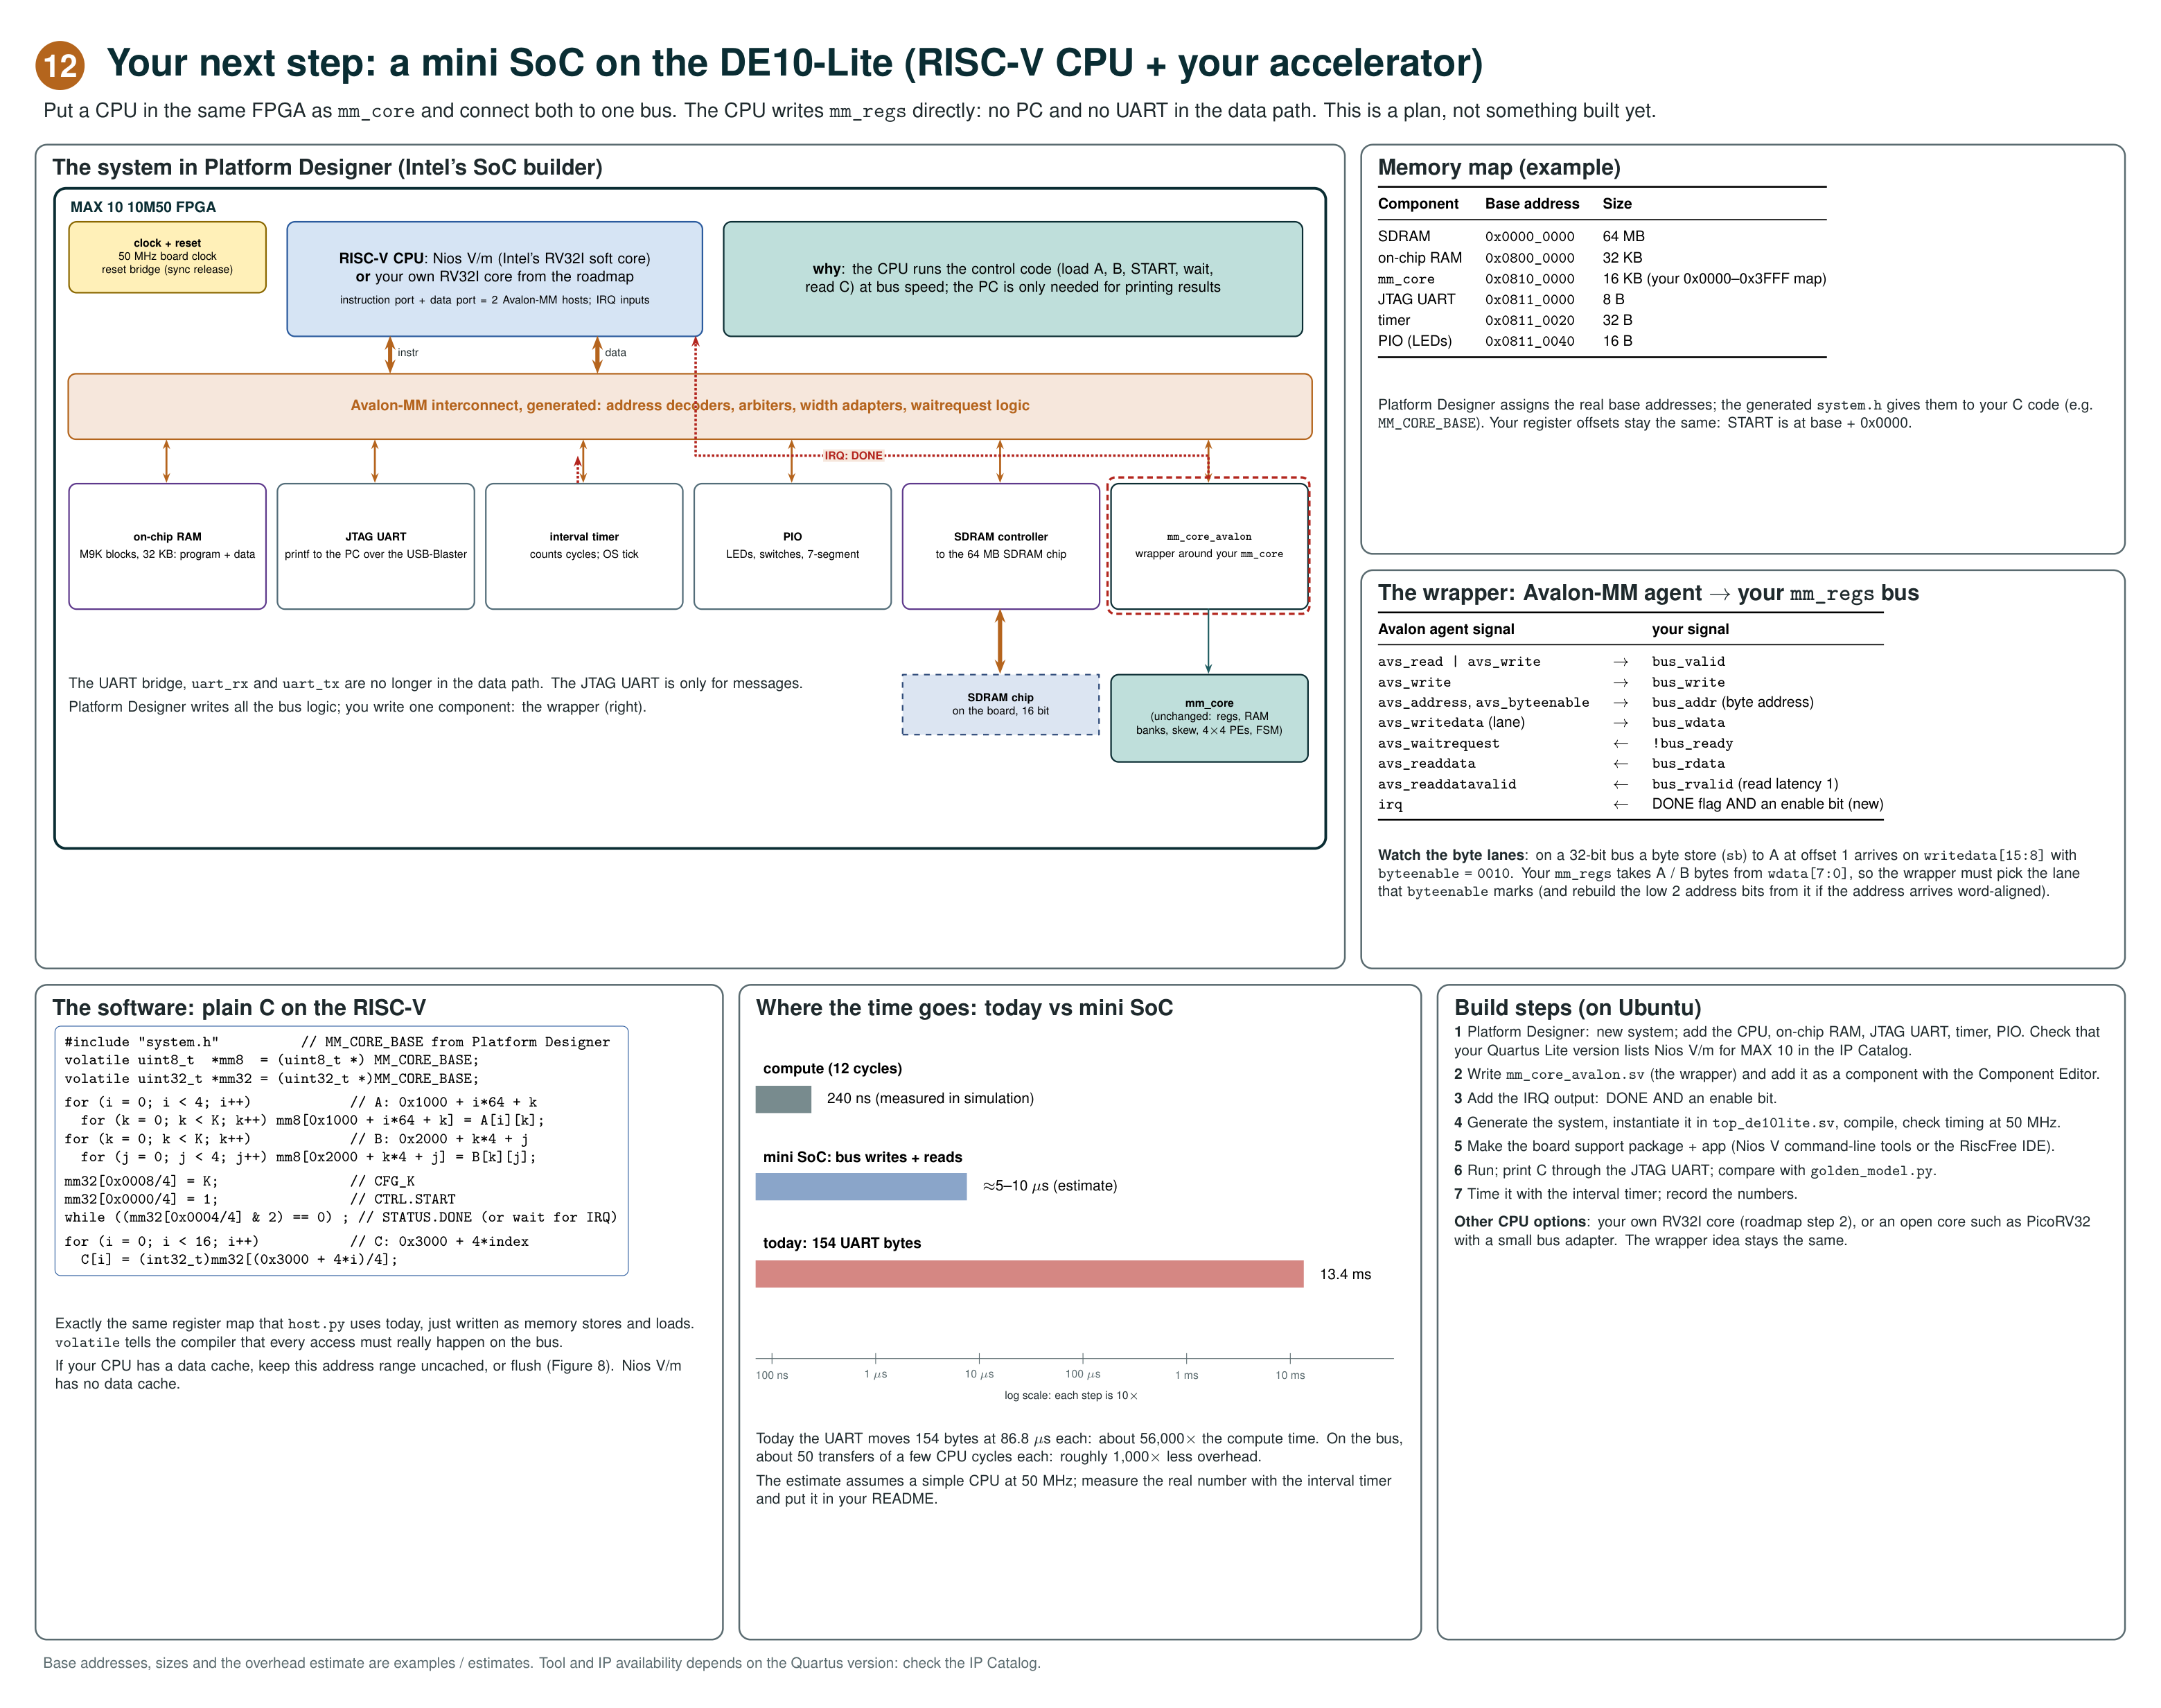 12 Your next step: a mini SoC on the DE10-Lite (RISC-V CPU + your accelerator)
Put a CPU in the same FPGA as mm_core and connect both to one bus. The CPU writes mm_regs directly: no PC and no UART in the data path. This is a plan, not something built yet.
The system in Platform Designer (Intel's SoC builder)
MAX 10 10M50 FPGA
clock + reset
50 MHz board clock
reset bridge (sync release)
RISC-V CPU: Nios V/m (Intel's RV32I soft core)
or your own RV32I core from the roadmap
instruction port + data port = 2 Avalon-MM hosts; IRQ inputs
why: the CPU runs the control code (load A, B, START, wait,
read C) at bus speed; the PC is only needed for printing results
instr
data
Avalon-MM interconnect, generated: address decoders, arbiters, width adapters, waitrequest logic
IRQ: DONE
on-chip RAM
M9K blocks, 32 KB: program + data
JTAG UART
printf to the PC over the USB-Blaster
interval timer
counts cycles; OS tick
PIO
LEDs, switches, 7-segment
SDRAM controller
to the 64 MB SDRAM chip
mm_core_avalon
wrapper around your mm_core
The UART bridge, uart_rx and uart_tx are no longer in the data path. The JTAG UART is only for messages.
Platform Designer writes all the bus logic; you write one component: the wrapper (right).
SDRAM chip
on the board, 16 bit
mm_core
(unchanged: regs, RAM
banks, skew, 4×4 PEs, FSM)
Memory map (example)
Component Base address Size
SDRAM 0x0000_0000 64 MB
on-chip RAM 0x0800_0000 32 KB
mm_core 0x0810_0000 16 KB (your 0x0000–0x3FFF map)
JTAG UART 0x0811_0000 8 B
timer 0x0811_0020 32 B
PIO (LEDs) 0x0811_0040 16 B
Platform Designer assigns the real base addresses; the generated system.h gives them to your C code (e.g.
MM_CORE_BASE). Your register offsets stay the same: START is at base + 0x0000.
The wrapper: Avalon-MM agent → your mm_regs bus
Avalon agent signal your signal
avs_read | avs_write → bus_valid
avs_write → bus_write
avs_address, avs_byteenable → bus_addr (byte address)
avs_writedata (lane) → bus_wdata
avs_waitrequest ← !bus_ready
avs_readdata ← bus_rdata
avs_readdatavalid ← bus_rvalid (read latency 1)
irq ← DONE flag AND an enable bit (new)
Watch the byte lanes: on a 32-bit bus a byte store (sb) to A at offset 1 arrives on writedata[15:8] with
byteenable = 0010. Your mm_regs takes A / B bytes from wdata[7:0], so the wrapper must pick the lane
that byteenable marks (and rebuild the low 2 address bits from it if the address arrives word-aligned).
The software: plain C on the RISC-V
#include "system.h" // MM_CORE_BASE from Platform Designer
volatile uint8_t *mm8 = (uint8_t *) MM_CORE_BASE;
volatile uint32_t *mm32 = (uint32_t *)MM_CORE_BASE;
for (i = 0; i < 4; i++) // A: 0x1000 + i*64 + k
for (k = 0; k < K; k++) mm8[0x1000 + i*64 + k] = A[i][k];
for (k = 0; k < K; k++) // B: 0x2000 + k*4 + j
for (j = 0; j < 4; j++) mm8[0x2000 + k*4 + j] = B[k][j];
mm32[0x0008/4] = K; // CFG_K
mm32[0x0000/4] = 1; // CTRL.START
while ((mm32[0x0004/4] & 2) == 0) ; // STATUS.DONE (or wait for IRQ)
for (i = 0; i < 16; i++) // C: 0x3000 + 4*index
C[i] = (int32_t)mm32[(0x3000 + 4*i)/4];
Exactly the same register map that host.py uses today, just written as memory stores and loads.
volatile tells the compiler that every access must really happen on the bus.
If your CPU has a data cache, keep this address range uncached, or flush (Figure 8). Nios V/m
has no data cache.
Where the time goes: today vs mini SoC
compute (12 cycles)
240 ns (measured in simulation)
mini SoC: bus writes + reads
≈5–10 µs (estimate)
today: 154 UART bytes
13.4 ms
100 ns 1 µs 10 µs 100 µs 1 ms 10 ms
log scale: each step is 10×
Today the UART moves 154 bytes at 86.8 µs each: about 56,000× the compute time. On the bus,
about 50 transfers of a few CPU cycles each: roughly 1,000× less overhead.
The estimate assumes a simple CPU at 50 MHz; measure the real number with the interval timer
and put it in your README.
Build steps (on Ubuntu)
1 Platform Designer: new system; add the CPU, on-chip RAM, JTAG UART, timer, PIO. Check that
your Quartus Lite version lists Nios V/m for MAX 10 in the IP Catalog.
2 Write mm_core_avalon.sv (the wrapper) and add it as a component with the Component Editor.
3 Add the IRQ output: DONE AND an enable bit.
4 Generate the system, instantiate it in top_de10lite.sv, compile, check timing at 50 MHz.
5 Make the board support package + app (Nios V command-line tools or the RiscFree IDE).
6 Run; print C through the JTAG UART; compare with golden_model.py.
7 Time it with the interval timer; record the numbers.
Other CPU options: your own RV32I core (roadmap step 2), or an open core such as PicoRV32
with a small bus adapter. The wrapper idea stays the same.
Base addresses, sizes and the overhead estimate are examples / estimates. Tool and IP availability depends on the Quartus version: check the IP Catalog.